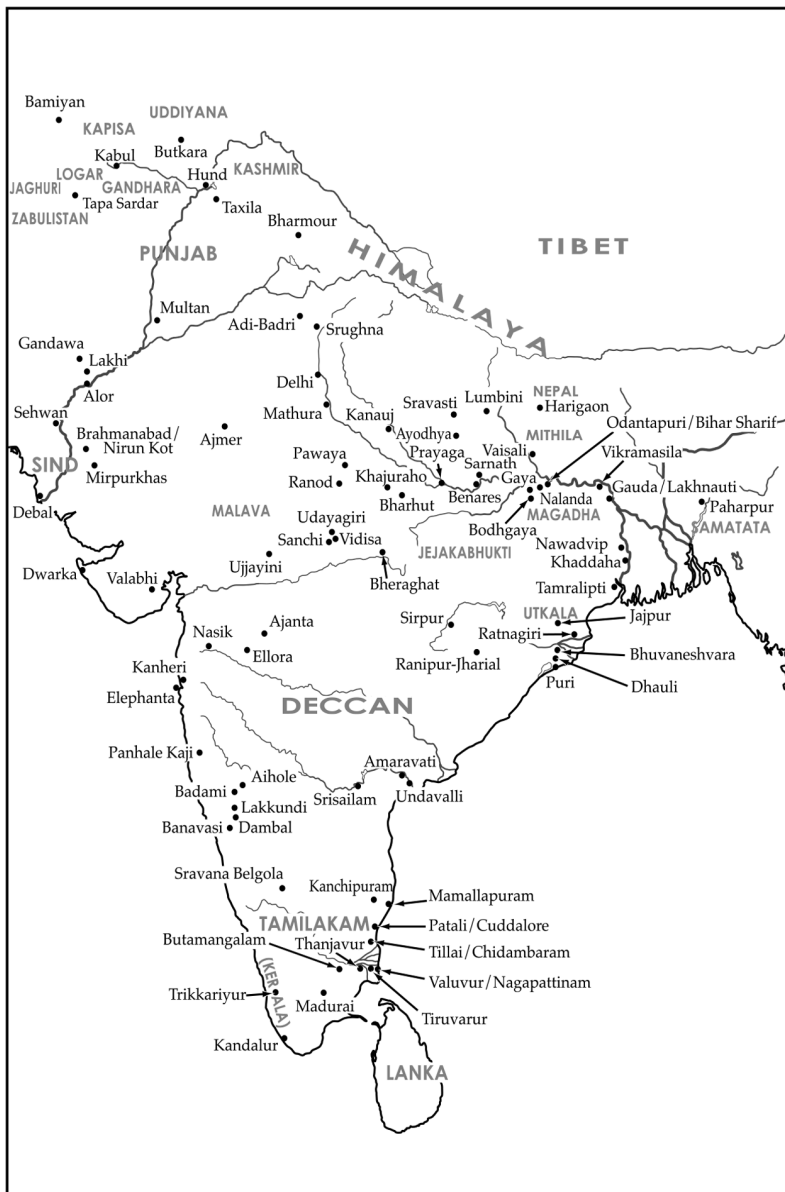 Bamiyan
UDDIYANA
KAPISA
Butkara
Kabul
KASHMIR
LOGAR
Hund
JAGHURI
GANDHARA
Tapa Sardar
Taxila
ZABULISTAN
Bharmour
PUNJAB
HIMALAYA
TIBET
Multan
Adi-Badri
Srughna
Gandawa
Lakhi
Alor
Delhi
Sehwan
Mathura
Kanauj
Sravasti
Lumbini
NEPAL
Harigaon
Odantapuri/Bihar Sharif
Brahmanabad/
Nirun Kot
Ajmer
Ayodhya
MITHILA
Pawaya
Prayaga
Vaisali
Vikramasila
SIND
Mirpurkhas
Khajuraho
Sarnath
Ranod
Gaya
Gauda/Lakhnauti
Debal
Bharhut
Benares
Nalanda
Paharpur
MALAVA
Udayagiri
Bodhgaya
MAGADHA
SAMATATA
Sanchi
Vidisa
JEJAKABHUKTI
Nawadvip
Ujjayini
Khaddaha
Dwarka
Valabhi
Bheraghat
Tamralipti
Sirpur
UTKALA
Jajpur
Ajanta
Ratnagiri
Nasik
Ellora
Ranipur-Jharial
Bhuvaneshvara
Kanheri
Puri
Dhauli
Elephanta
DECCAN
Panhale Kaji
Amaravati
Aihole
Badami
Srisailam
Undavalli
Lakkundi
Banavasi
Dambal
Sravana Belgola
Kanchipuram
Mamallapuram
TAMILAKAM
Patali/Cuddalore
Butamangalam
Thanjavur
Tillai/Chidambaram
(KERALA)
Valuvur/Nagapattinam
Trikkariyur
Madurai
Tiruvarur
Kandalur
LANKA